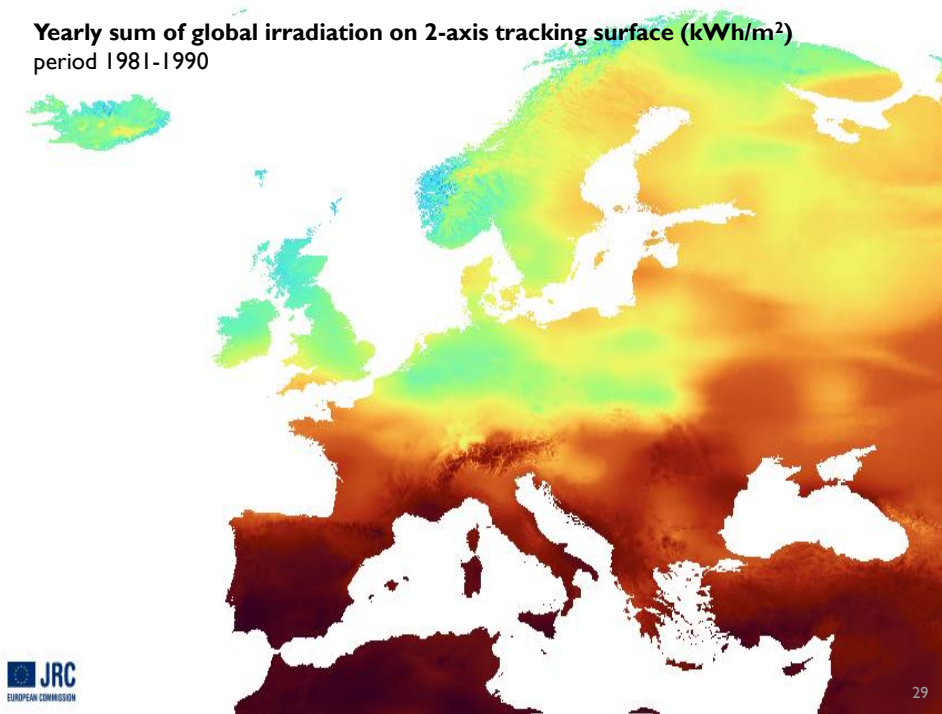 Yearly sum of global irradiation on 2-axis tracking surface (kWh/m²)
period 1981-1990
JRC
EUROPEAN COMMISSION
29